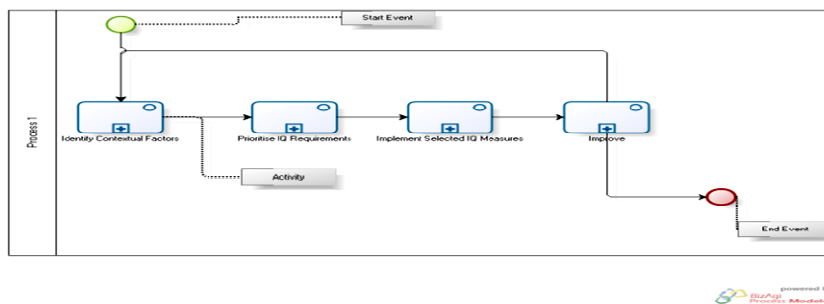 Start Event
Process 1
Identity Contextual Factors
Prioritise IQ Requirements
Implement Selected IQ Measures
Improve
Activity
End Event
powered
BizAgi
Process Model